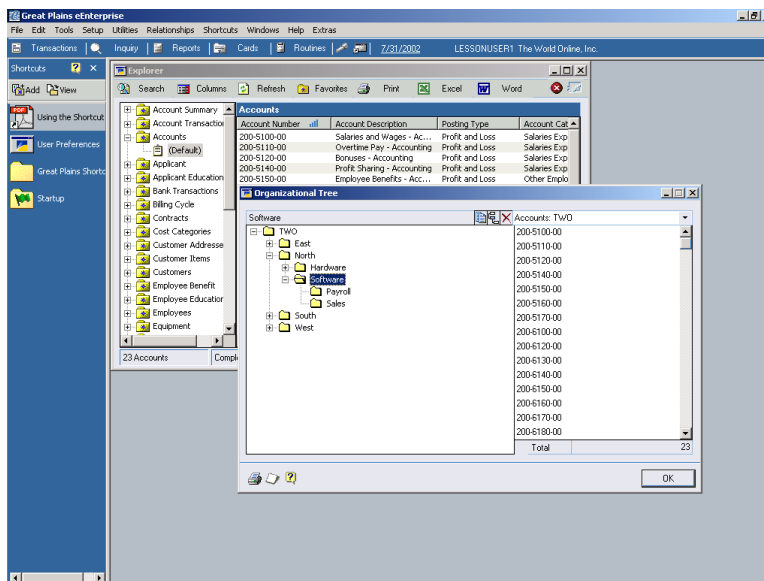 Great Plains eEnterprise
File Edit Tools Setup Utilities Relationships Shortcuts Windows Help Extras
Transactions Inquiry Reports Cards Routines 7/31/2002 LESSONUSER1 The World Online, Inc.
Shortcuts
Add View
Using the Shortcut
User Preferences
Great Plains Shortc
Startup
Explorer
Search Columns Refresh Favorites Print Excel Word
Account Summary
Account Transaction
Accounts
(Default)
Applicant
Applicant Education
Bank Transactions
Billing Cycle
Contracts
Cost Categories
Customer Addresse
Customer Items
Customers
Employee Benefit
Employee Education
Employees
Equipment
Accounts
Account Number Account Description Posting Type Account Cat
200-5100-00 Salaries and Wages - Ac... Profit and Loss Salaries Exp
200-5110-00 Overtime Pay - Accounting Profit and Loss Salaries Exp
200-5120-00 Bonuses - Accounting Profit and Loss Salaries Exp
200-5140-00 Profit Sharing - Accounting Profit and Loss Salaries Exp
200-5150-00 Employee Benefits - Acc... Profit and Loss Other Emplo
23 Accounts Comple
Organizational Tree
Software
TWO
East
North
Hardware
Software
Payroll
Sales
South
West
Accounts: TWO
200-5100-00
200-5110-00
200-5120-00
200-5140-00
200-5150-00
200-5160-00
200-5170-00
200-6100-00
200-6120-00
200-6130-00
200-6140-00
200-6150-00
200-6160-00
200-6170-00
200-6180-00
Total 23
OK